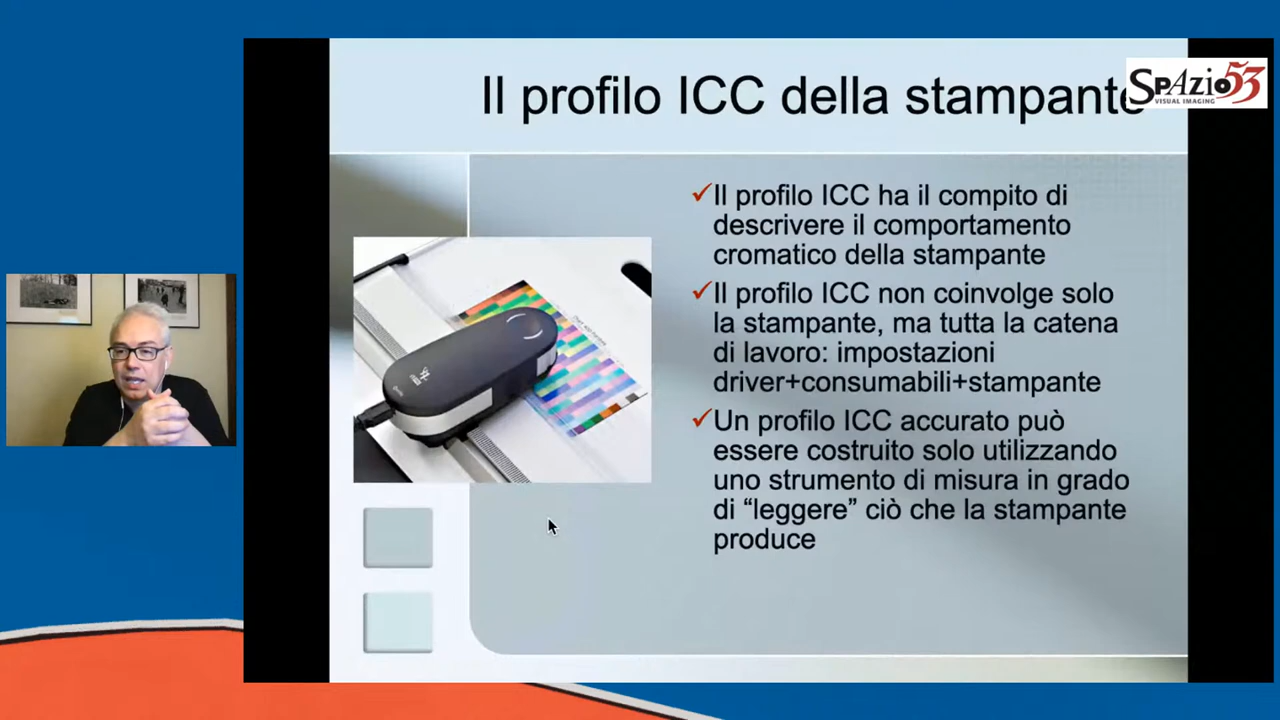 Il profilo ICC della stampante
SPAZIO53
VISUAL IMAGING
✓Il profilo ICC ha il compito di
descrivere il comportamento
cromatico della stampante
✓Il profilo ICC non coinvolge solo
la stampante, ma tutta la catena
di lavoro: impostazioni
driver+consumabili+stampante
✓Un profilo ICC accurato può
essere costruito solo utilizzando
uno strumento di misura in grado
di “leggere” ciò che la stampante
produce